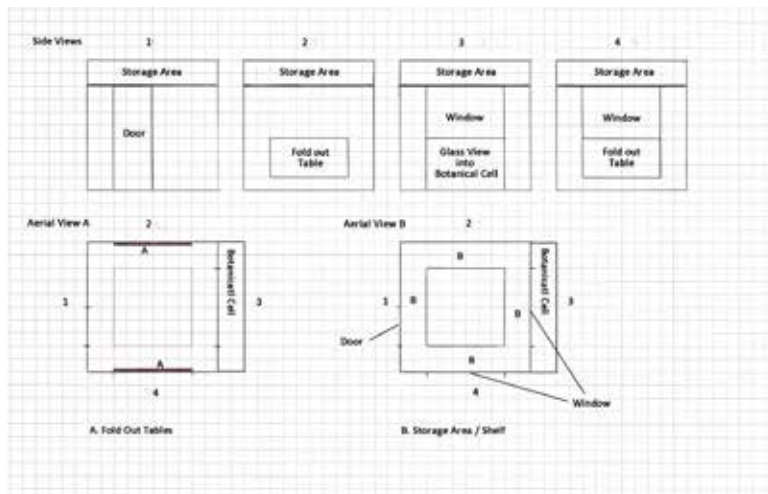 Side Views 1 2 3 4
Storage Area Storage Area Storage Area Storage Area
Door
Fold out
Table
Window
Glass View
into
Botanical Cell
Window
Fold out
Table
Aerial View A 2
A
Botanicall Cell
1 3
A
4
A. Fold Out Tables
Aerial View B 2
B
Botanicall Cell
1 B B 3
Door
B
4
Window
B. Storage Area / Shelf